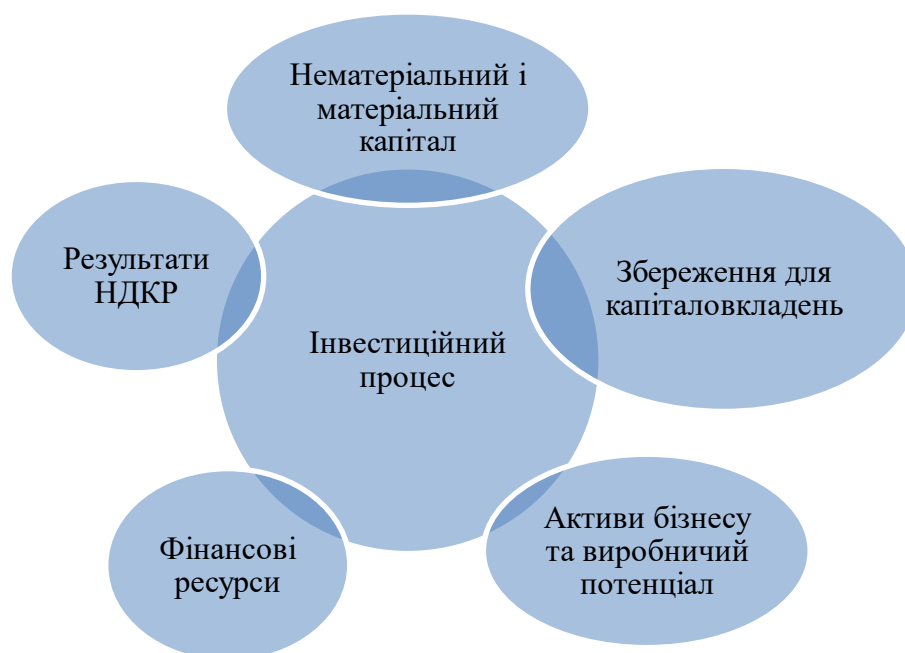 Нематеріальний і
матеріальний
капітал
Результати
НДКР
Збереження для
капіталовкладень
Інвестиційний
процес
Фінансові
ресурси
Активи бізнесу
та виробничий
потенціал